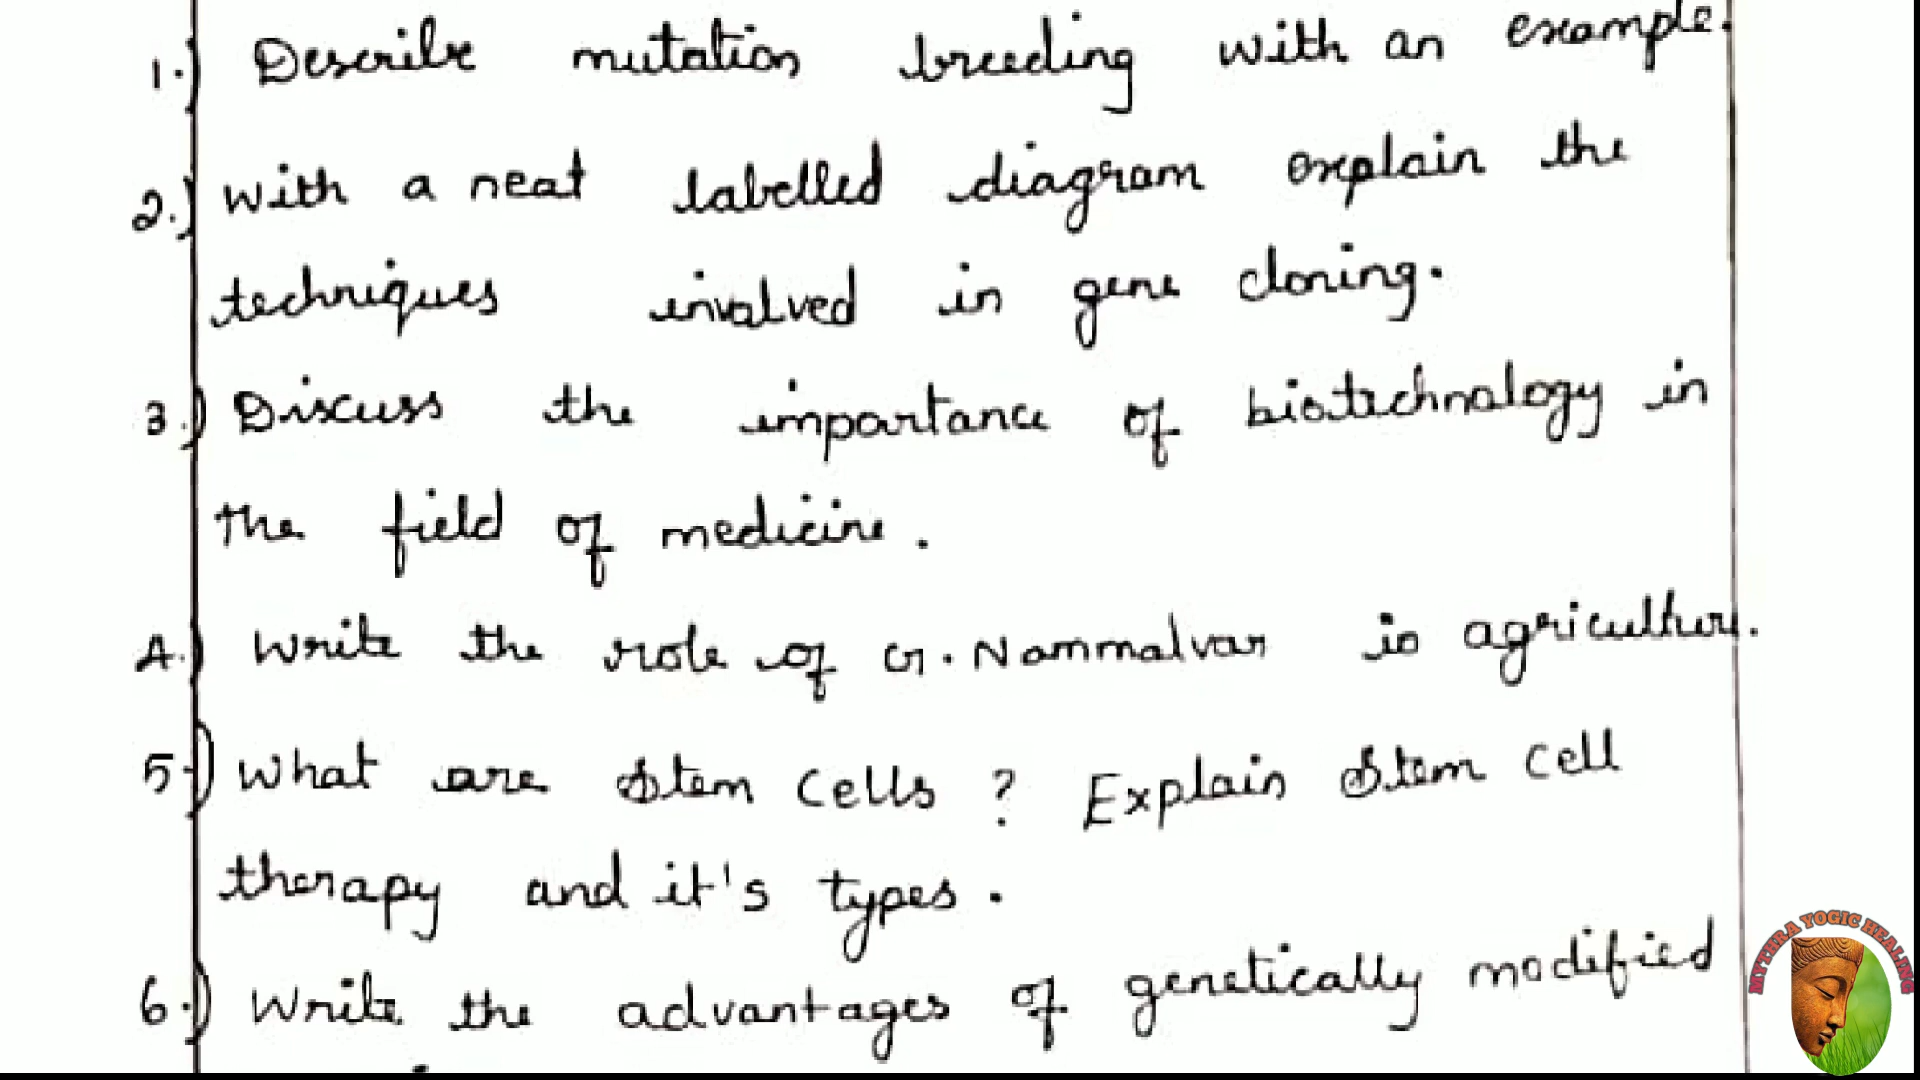 1.) Describe mutation breeding with an example.
2.) With a neat labelled diagram explain the
techniques involved in gene cloning.
3.) Discuss the importance of biotechnology in
the field of medicine.
4.) Write the role of G. Nammalvar in agriculture.
5.) What are Stem cells ? Explain Stem cell
therapy and it's types.
6.) Write the advantages of genetically modified
MYTHRA YOGIC HEALING